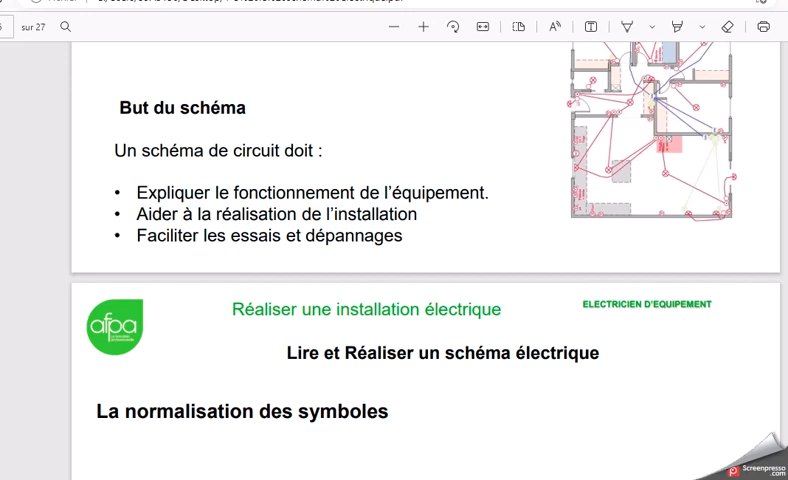 sur 27
But du schéma
Un schéma de circuit doit :
• Expliquer le fonctionnement de l'équipement.
• Aider à la réalisation de l'installation
• Faciliter les essais et dépannages
afpa
Réaliser une installation électrique
ELECTRICIEN D'EQUIPEMENT
Lire et Réaliser un schéma électrique
La normalisation des symboles
Screenpresso
.com